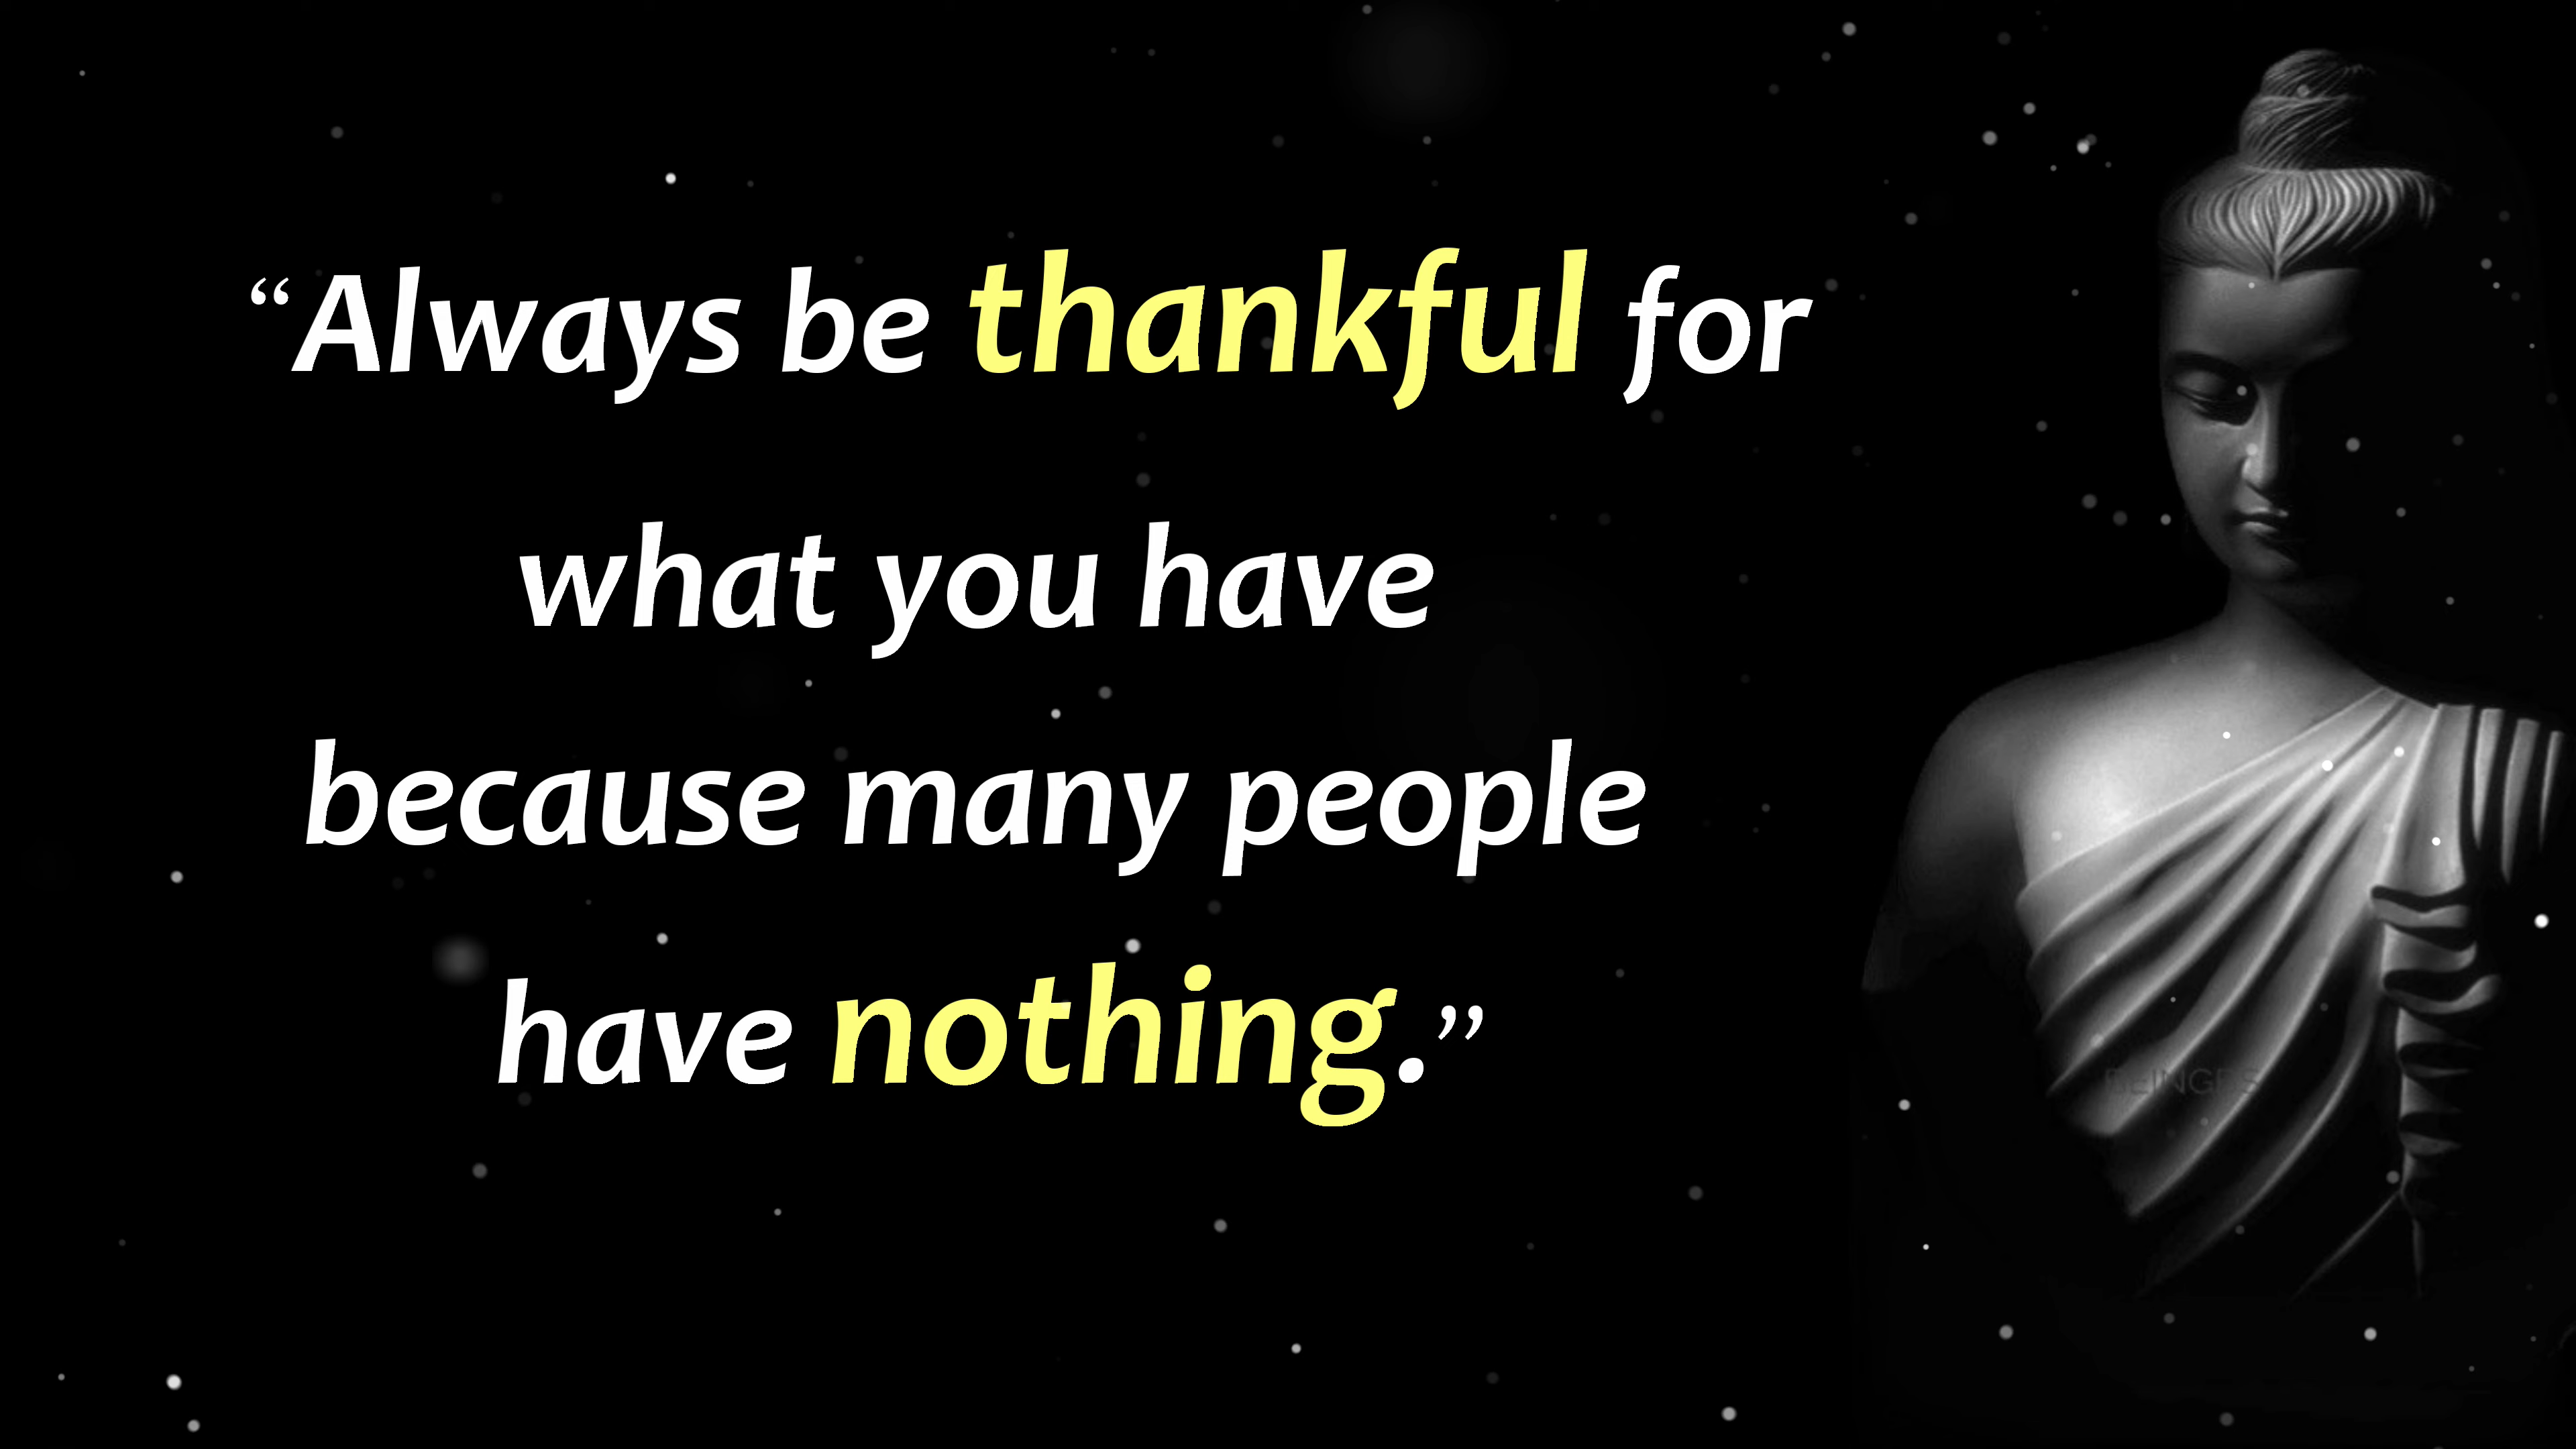 “Always be thankful for
what you have
because many people
have nothing.”